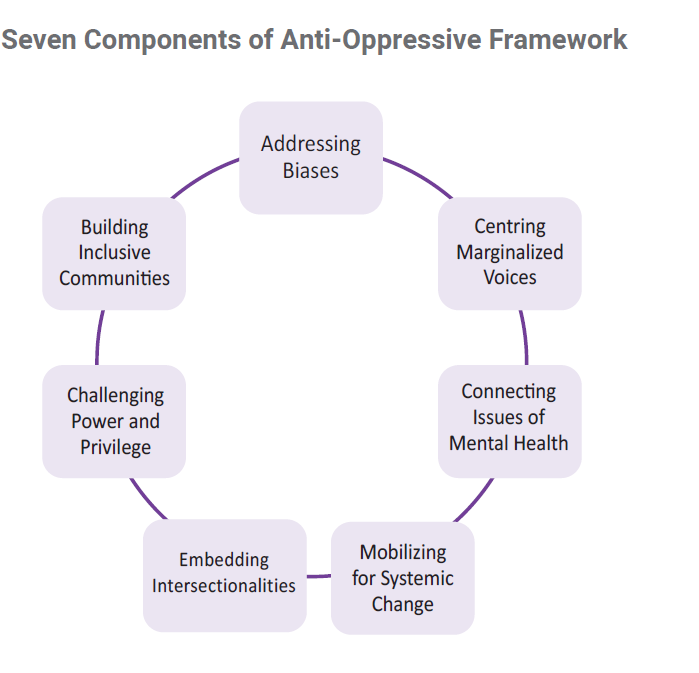 Seven Components of Anti-Oppressive Framework
Addressing
Biases
Centring
Marginalized
Voices
Connecting
Issues of
Mental Health
Mobilizing
for Systemic
Change
Embedding
Intersectionalities
Challenging
Power and
Privilege
Building
Inclusive
Communities